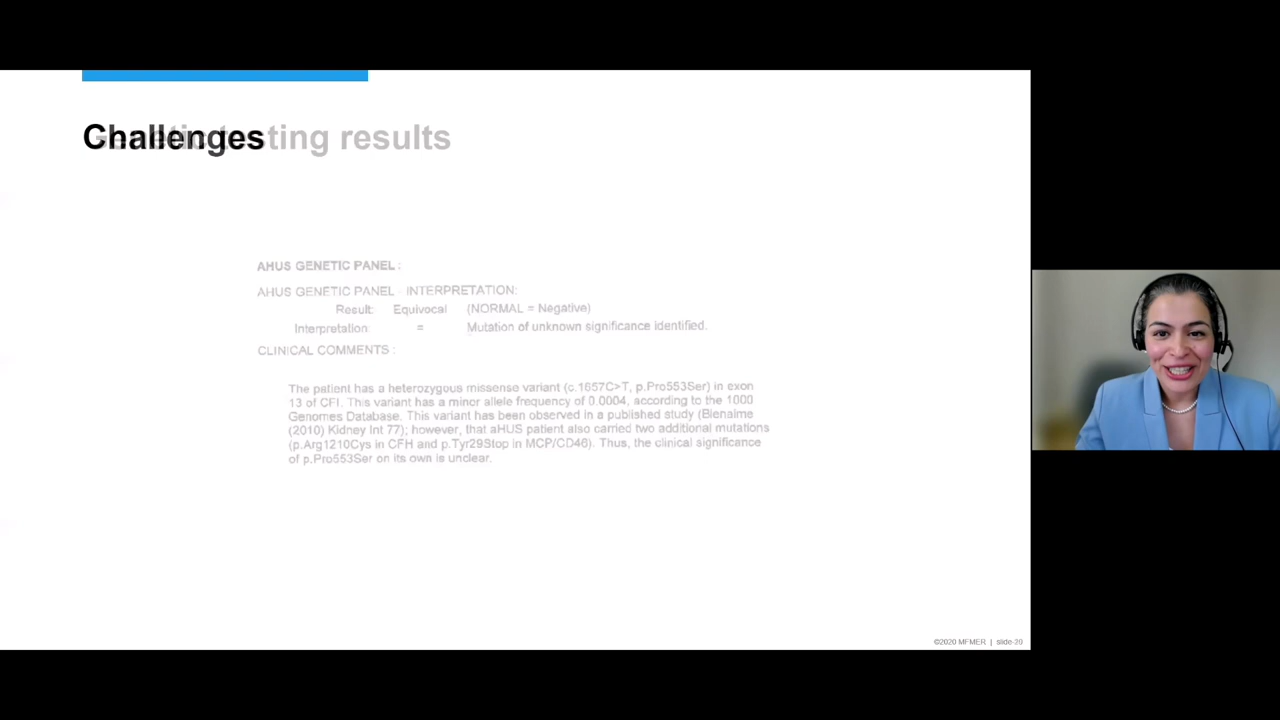 Challenges
Genetic testing results
AHUS GENETIC PANEL :
AHUS GENETIC PANEL - INTERPRETATION:
Result: Equivocal (NORMAL = Negative)
Interpretation: = Mutation of unknown significance identified.
CLINICAL COMMENTS :
The patient has a heterozygous missense variant (c.1657C>T, p.Pro553Ser) in exon
13 of CFI. This variant has a minor allele frequency of 0.0004, according to the 1000
Genomes Database. This variant has been observed in a published study (Bienaime
(2010) Kidney Int 77); however, that aHUS patient also carried two additional mutations
(p.Arg1210Cys in CFH and p.Tyr29Stop in MCP/CD46). Thus, the clinical significance
of p.Pro553Ser on its own is unclear.
©2020 MFMER | slide-20